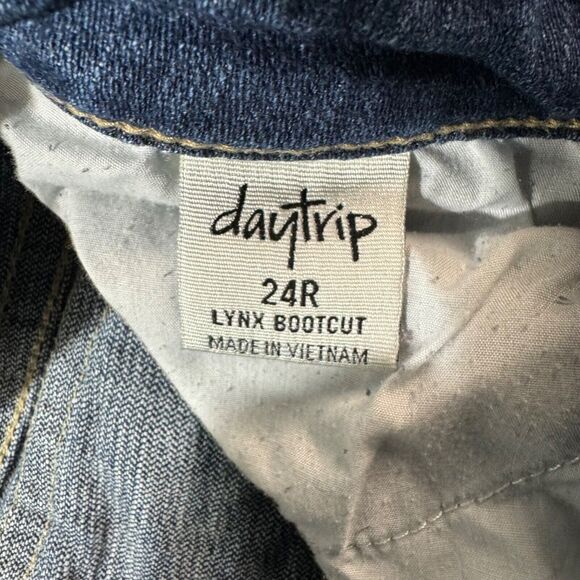 daytrip
24R
LYNX BOOTCUT
MADE IN VIETNAM